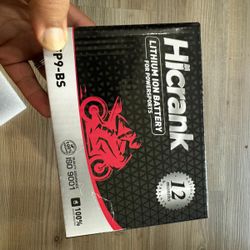 Hicrank
LITHIUM ION BATTERY
FOR POWERSPORTS
12
P9-BS
ISO 9001
100%